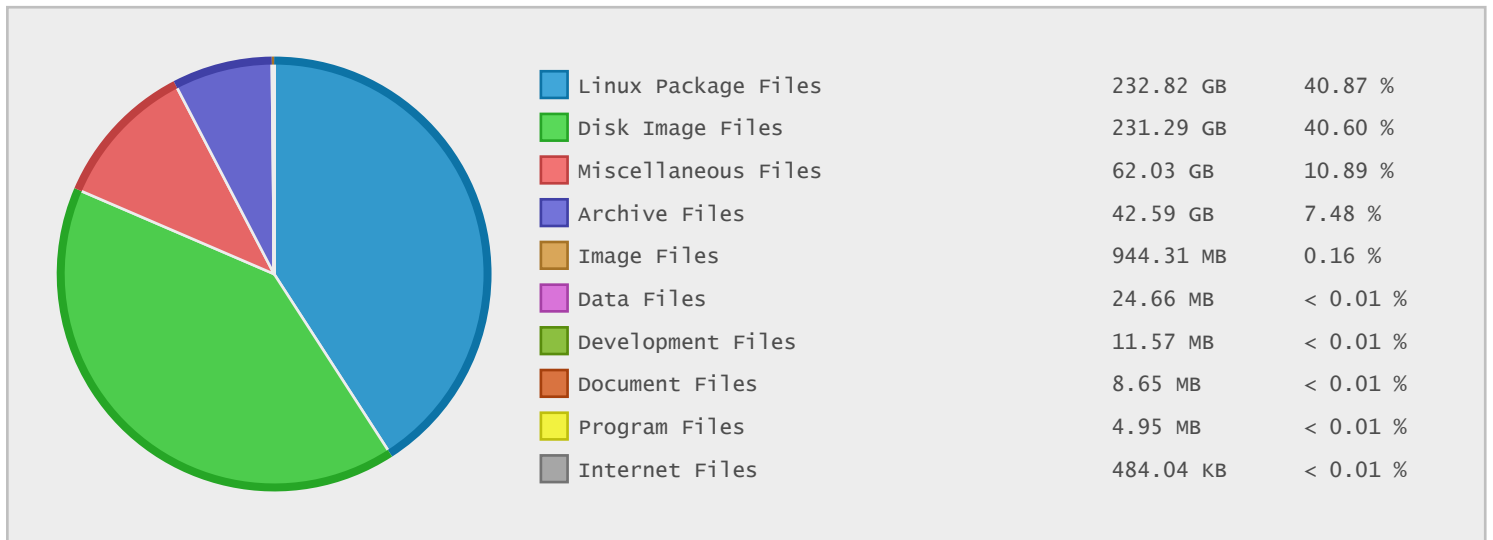 Linux Package Files 232.82 GB 40.87 %
Disk Image Files 231.29 GB 40.60 %
Miscellaneous Files 62.03 GB 10.89 %
Archive Files 42.59 GB 7.48 %
Image Files 944.31 MB 0.16 %
Data Files 24.66 MB < 0.01 %
Development Files 11.57 MB < 0.01 %
Document Files 8.65 MB < 0.01 %
Program Files 4.95 MB < 0.01 %
Internet Files 484.04 KB < 0.01 %